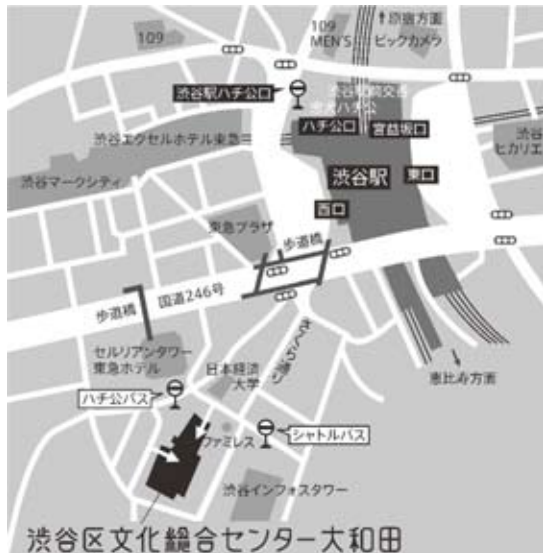 ↑原宿方面
109
109
MEN'S
ビックカメラ
渋谷駅ハチ公口
ハチ公口
宮益坂口
渋谷エクセルホテル東急
渋谷
ヒカリエ
渋谷マークシティ
渋谷駅
東口
西口
東急プラザ
歩道橋
国道246号
歩道橋
セルリアンタワー
東急ホテル
日本経済
大学
さくら通り
恵比寿方面
ハチ公バス
ファミレス
シャトルバス
渋谷インフォスタワー
渋谷区文化総合センター大和田